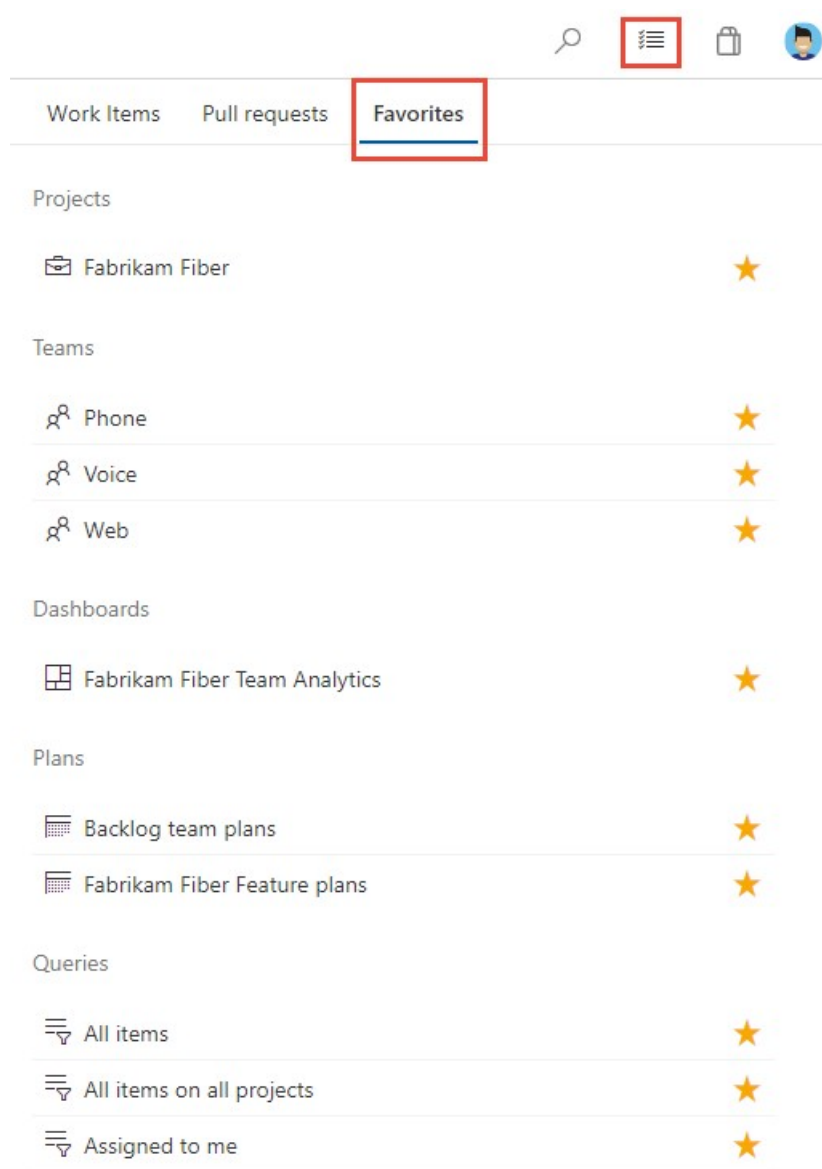 Work Items Pull requests Favorites
Projects
Fabrikam Fiber
Teams
Phone
Voice
Web
Dashboards
Fabrikam Fiber Team Analytics
Plans
Backlog team plans
Fabrikam Fiber Feature plans
Queries
All items
All items on all projects
Assigned to me